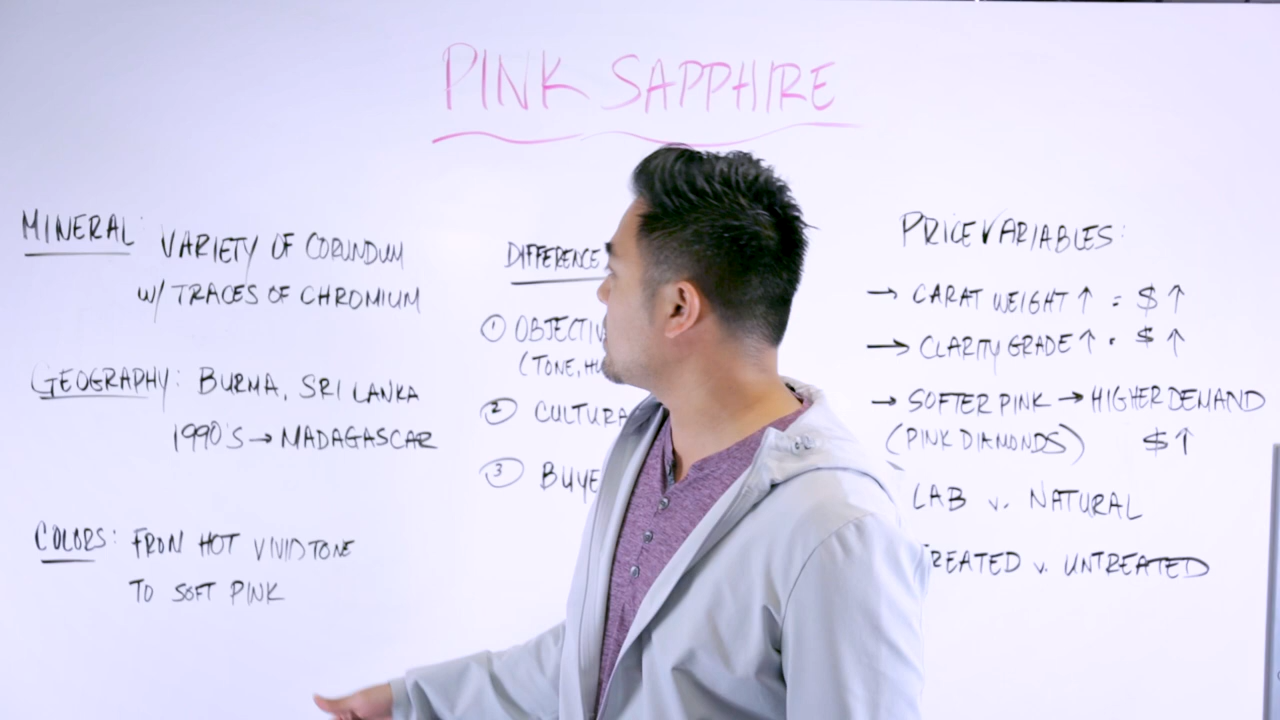 PINK SAPPHIRE
MINERAL: VARIETY OF CORUNDUM
W/ TRACES OF CHROMIUM
GEOGRAPHY: BURMA, SRI LANKA
1990'S → MADAGASCAR
COLORS: FROM HOT VIVID TONE
TO SOFT PINK
DIFFERENCE
① OBJECTIV
(TONE, HU
② CULTURA
③ BUYE
PRICE VARIABLES:
→ CARAT WEIGHT ↑ = $ ↑
→ CLARITY GRADE ↑ = $ ↑
→ SOFTER PINK → HIGHER DEMAND
(PINK DIAMONDS) $ ↑
LAB v. NATURAL
REATED v. UNTREATED